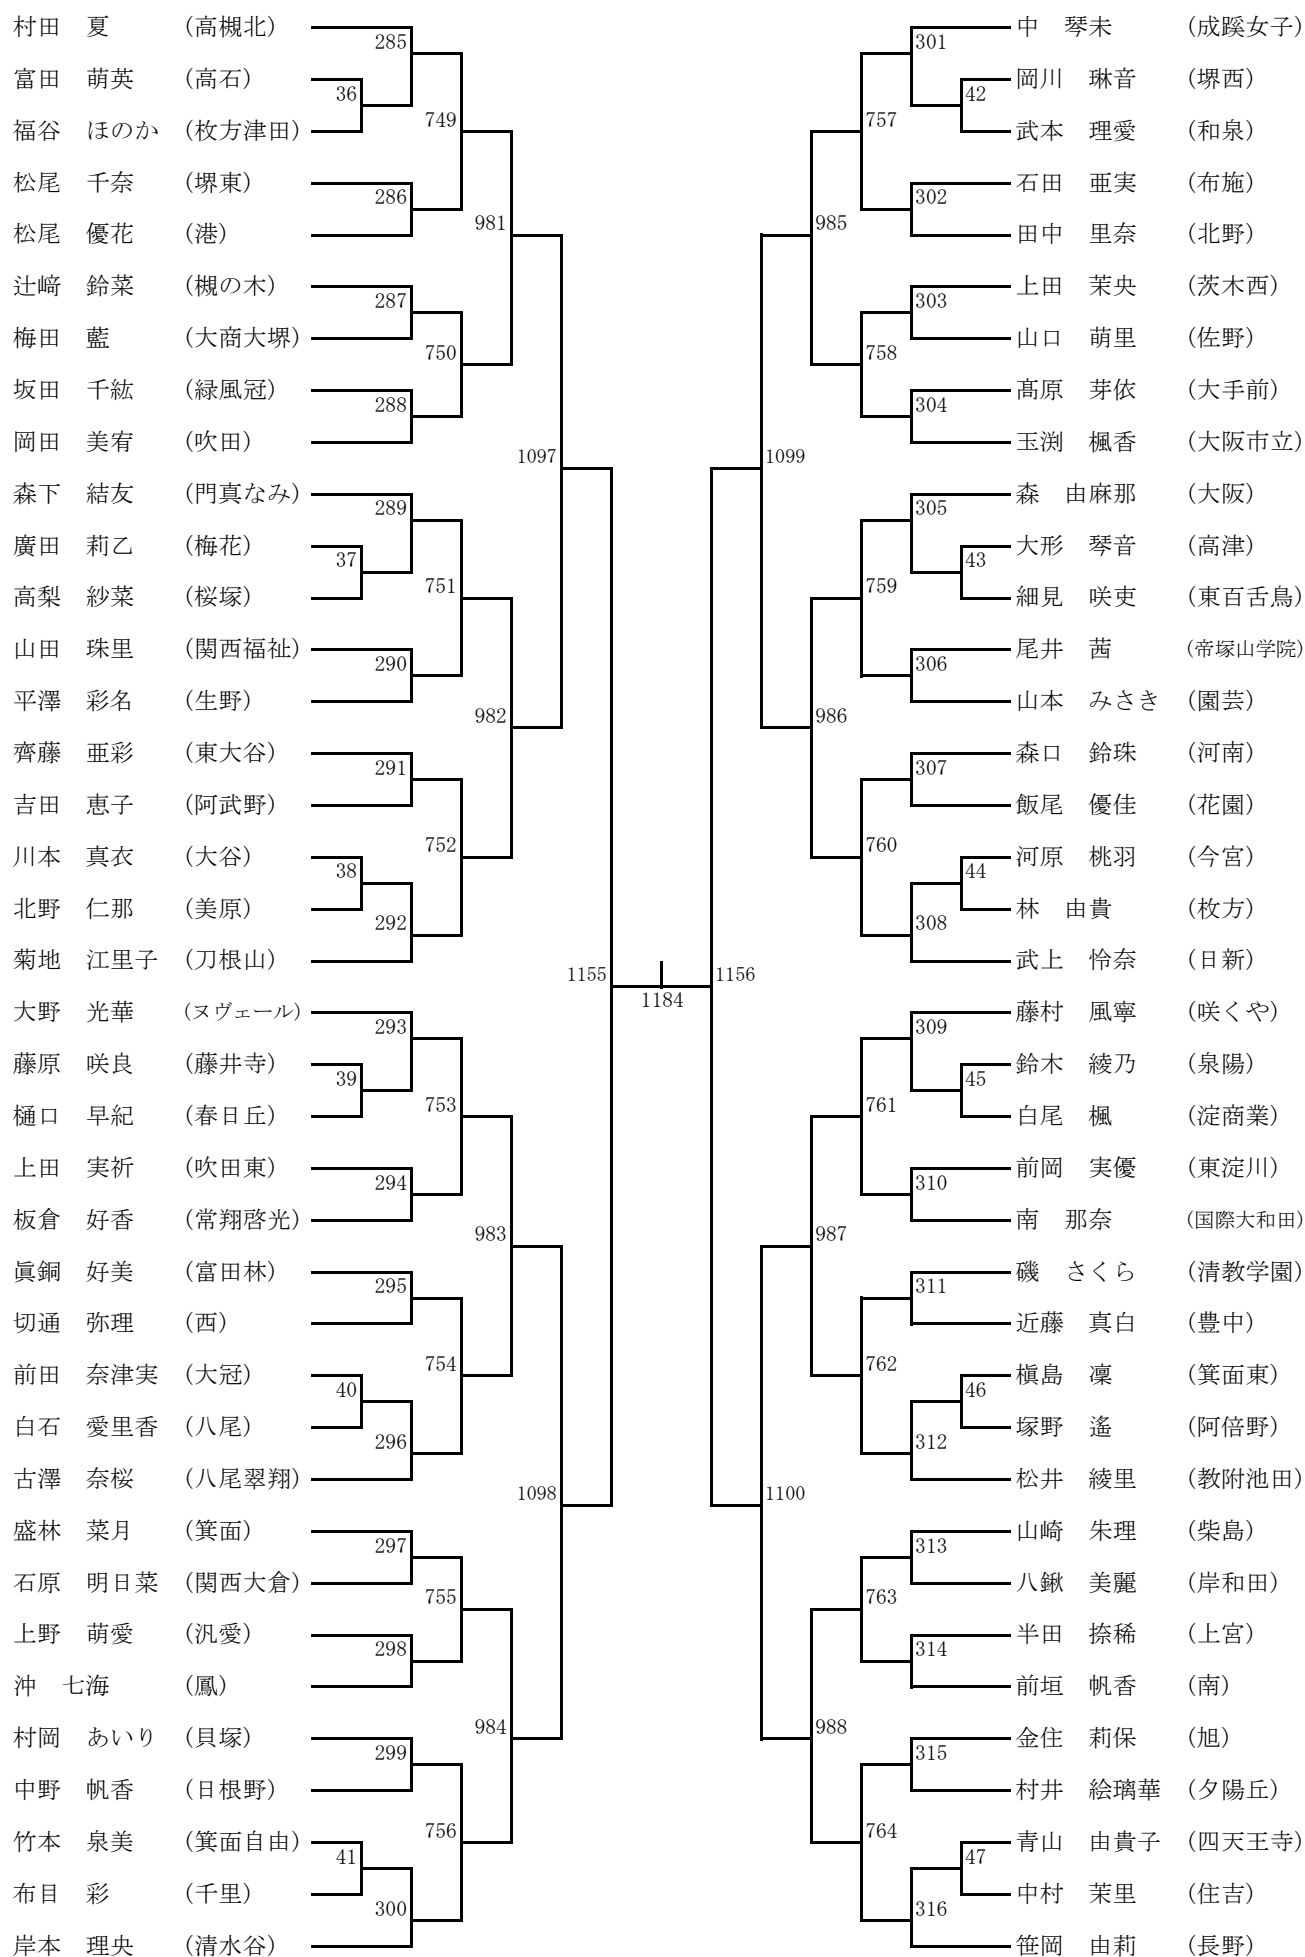 村田 夏 (高槻北) 285 301 中 琴未 (成蹊女子)
富田 萌英 (高石) 36 42 岡川 琳音 (堺西)
福谷 ほのか (枚方津田) 749 757 武本 理愛 (和泉)
松尾 千奈 (堺東) 286 302 石田 亜実 (布施)
松尾 優花 (港) 981 985 田中 里奈 (北野)
辻﨑 鈴菜 (槻の木) 287 303 上田 茉央 (茨木西)
梅田 藍 (大商大堺) 750 758 山口 萌里 (佐野)
坂田 千紘 (緑風冠) 288 304 髙原 芽依 (大手前)
岡田 美宥 (吹田) 1097 1099 玉渕 楓香 (大阪市立)
森下 結友 (門真なみ) 289 305 森 由麻那 (大阪)
廣田 莉乙 (梅花) 37 43 大形 琴音 (高津)
高梨 紗菜 (桜塚) 751 759 細見 咲吏 (東百舌鳥)
山田 珠里 (関西福祉) 290 306 尾井 茜 (帝塚山学院)
平澤 彩名 (生野) 982 986 山本 みさき (園芸)
齊藤 亜彩 (東大谷) 291 307 森口 鈴珠 (河南)
吉田 恵子 (阿武野) 752 760 飯尾 優佳 (花園)
川本 真衣 (大谷) 38 44 河原 桃羽 (今宮)
北野 仁那 (美原) 292 308 林 由貴 (枚方)
菊地 江里子 (刀根山) 1155 1184 1156 武上 怜奈 (日新)
大野 光華 (ヌヴェール) 293 309 藤村 風寧 (咲くや)
藤原 咲良 (藤井寺) 39 45 鈴木 綾乃 (泉陽)
樋口 早紀 (春日丘) 753 761 白尾 楓 (淀商業)
上田 実祈 (吹田東) 294 310 前岡 実優 (東淀川)
板倉 好香 (常翔啓光) 983 987 南 那奈 (国際大和田)
眞銅 好美 (富田林) 295 311 磯 さくら (清教学園)
切通 弥理 (西) 754 762 近藤 真白 (豊中)
前田 奈津実 (大冠) 40 46 槇島 凜 (箕面東)
白石 愛里香 (八尾) 296 312 塚野 遙 (阿倍野)
古澤 奈桜 (八尾翠翔) 1098 1100 松井 綾里 (教附池田)
盛林 菜月 (箕面) 297 313 山崎 朱理 (柴島)
石原 明日菜 (関西大倉) 755 763 八鍬 美麗 (岸和田)
上野 萌愛 (汎愛) 298 314 半田 捺稀 (上宮)
沖 七海 (鳳) 984 988 前垣 帆香 (南)
村岡 あいり (貝塚) 299 315 金住 莉保 (旭)
中野 帆香 (日根野) 756 764 村井 絵璃華 (夕陽丘)
竹本 泉美 (箕面自由) 41 47 青山 由貴子 (四天王寺)
布目 彩 (千里) 300 316 中村 茉里 (住吉)
岸本 理央 (清水谷) 笹岡 由莉 (長野)